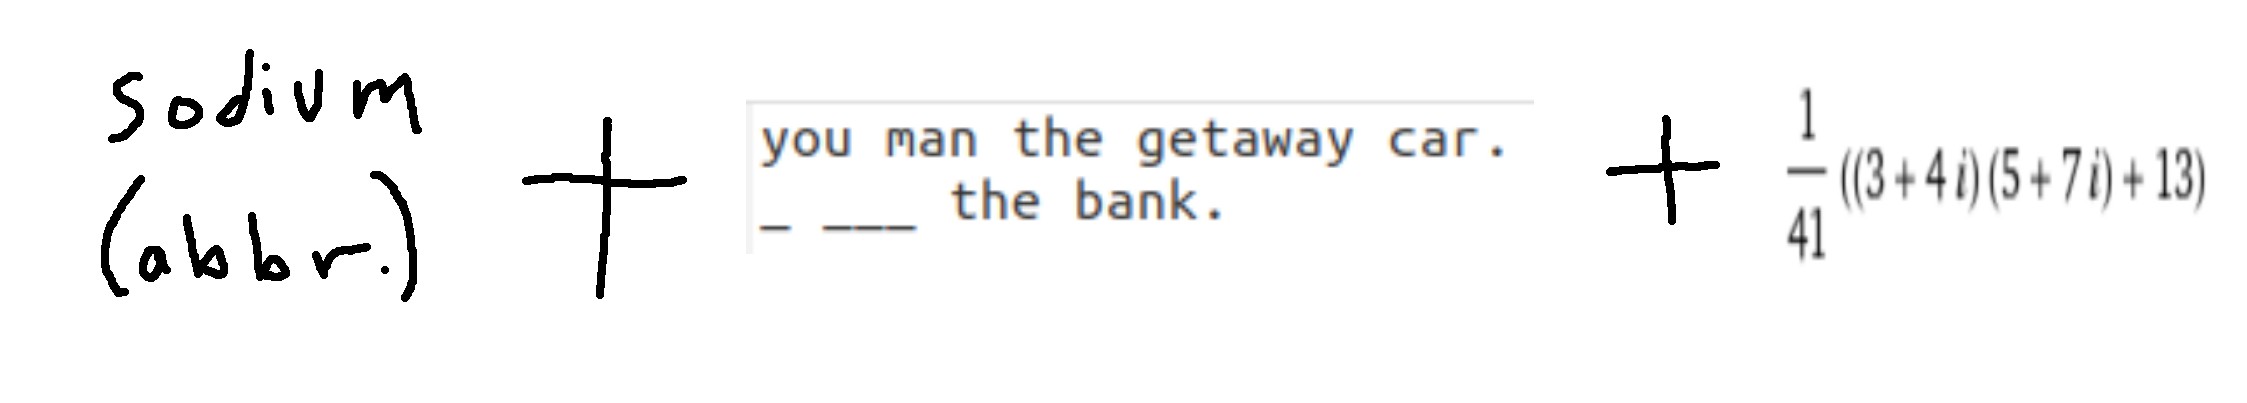 sodium
(abbr.)
+
you man the getaway car.
_ ___ the bank.
+
1/41 ((3 + 4 i) (5 + 7 i) + 13)